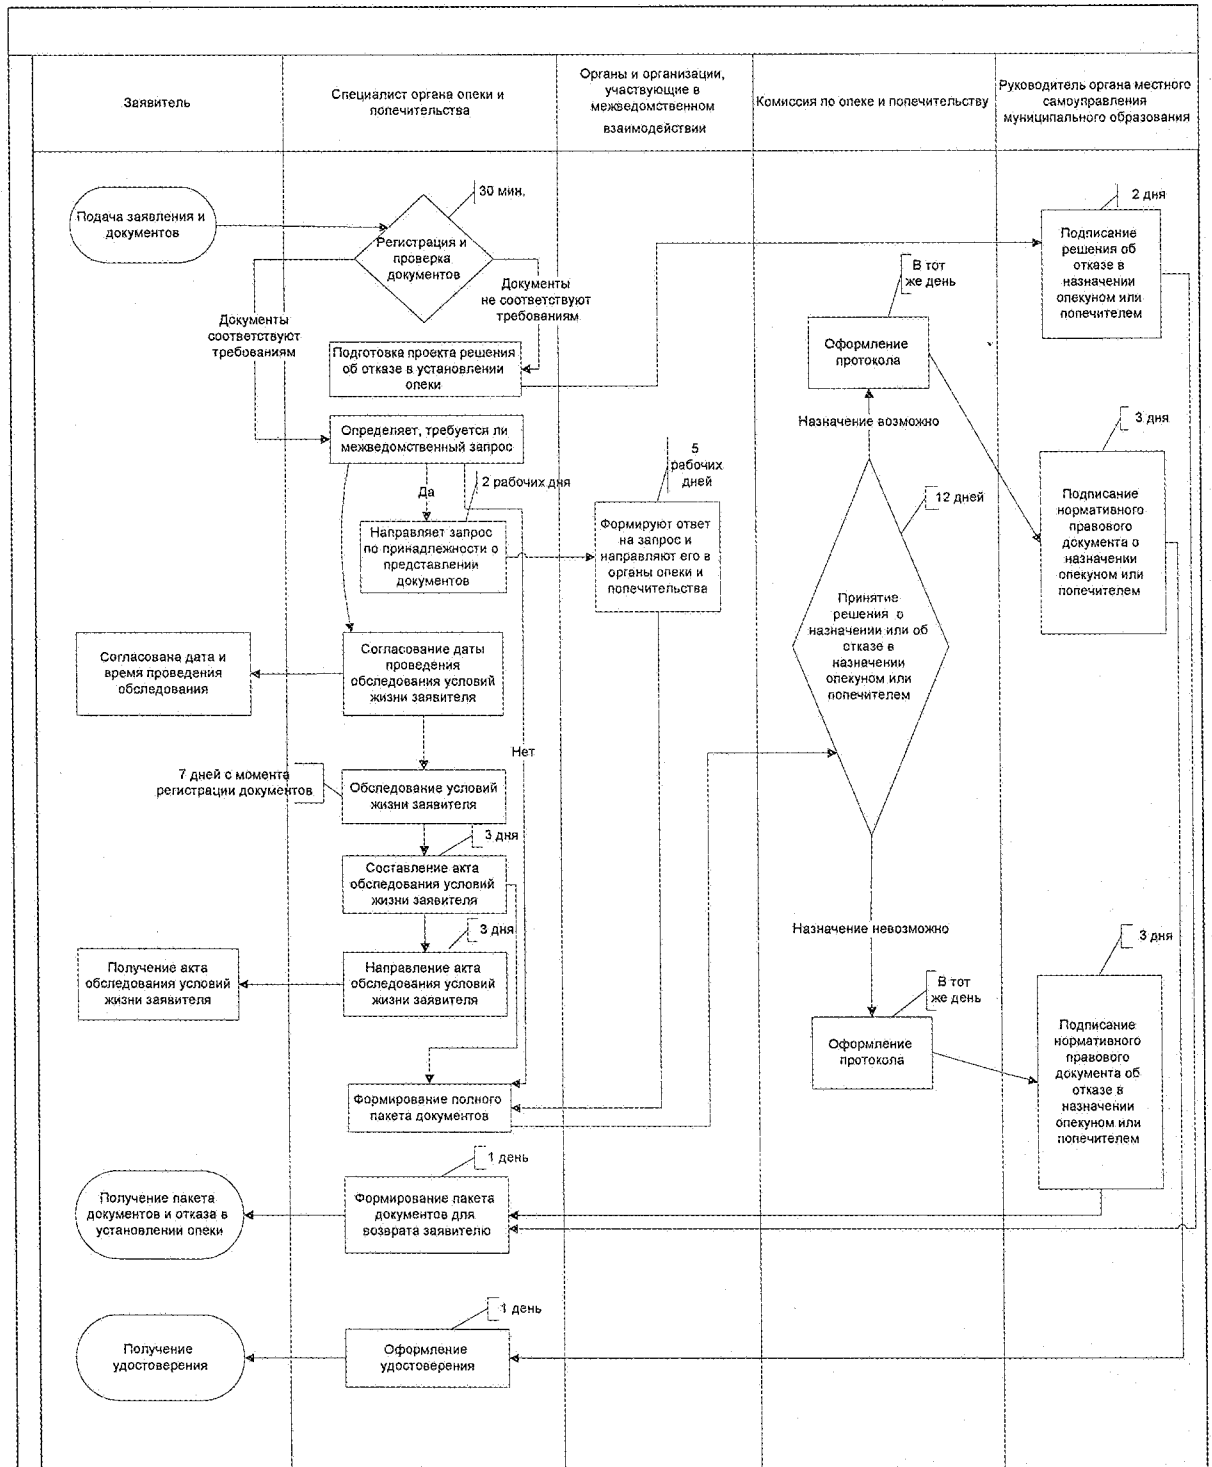 Заявитель
Специалист органа опеки и
попечительства
Органы и организации,
участвующие в
межведомственном
взаимодействии
Комиссия по опеке и попечительству
Руководитель органа местного
самоуправления
муниципального образования
Подача заявления и
документов
30 мин.
Регистрация и
проверка
документов
Документы
соответствуют
требованиям
Документы
не соответствуют
требованиям
Подготовка проекта решения
об отказе в установлении
опеки
2 дня
Подписание
решения об
отказе в
назначении
опекуном или
попечителем
В тот
же день
Оформление
протокола
Назначение возможно
3 дня
Подписание
нормативного
правового
документа о
назначении
опекуном или
попечителем
Определяет, требуется ли
межведомственный запрос
Да
2 рабочих дня
Направляет запрос
по принадлежности о
представлении
документов
5
рабочих
дней
Формируют ответ
на запрос и
направляют его в
органы опеки и
попечительства
12 дней
Принятие
решения о
назначении или об
отказе в
назначении
опекуном или
попечителем
Согласована дата и
время проведения
обследования
Согласование даты
проведения
обследования условий
жизни заявителя
Нет
7 дней с момента
регистрации документов
Обследование условий
жизни заявителя
3 дня
Составление акта
обследования условий
жизни заявителя
3 дня
Получение акта
обследования условий
жизни заявителя
Направление акта
обследования условий
жизни заявителя
Назначение невозможно
В тот
же день
Оформление
протокола
3 дня
Подписание
нормативного
правового
документа об
отказе в
назначении
опекуном или
попечителем
Формирование полного
пакета документов
1 день
Получение пакета
документов и отказа в
установлении опеки
Формирование пакета
документов для
возврата заявителю
1 день
Получение
удостоверения
Оформление
удостоверения